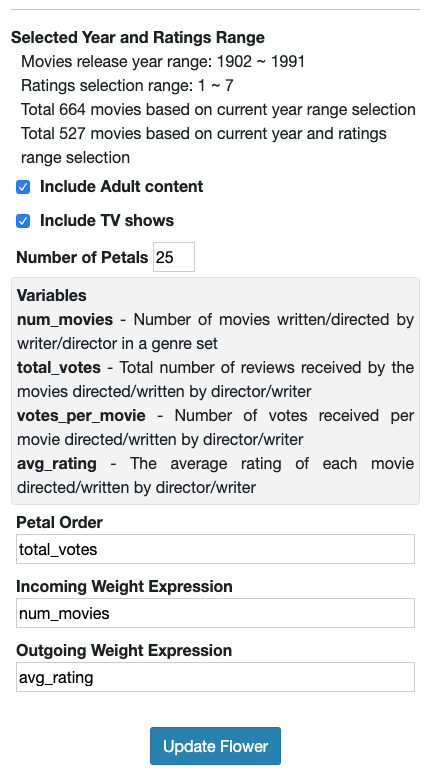 Selected Year and Ratings Range
Movies release year range: 1902 ~ 1991
Ratings selection range: 1 ~ 7
Total 664 movies based on current year range selection
Total 527 movies based on current year and ratings
range selection
Include Adult content
Include TV shows
Number of Petals 25
Variables
num_movies - Number of movies written/directed by
writer/director in a genre set
total_votes - Total number of reviews received by the
movies directed/written by director/writer
votes_per_movie - Number of votes received per
movie directed/written by director/writer
avg_rating - The average rating of each movie
directed/written by director/writer
Petal Order
total_votes
Incoming Weight Expression
num_movies
Outgoing Weight Expression
avg_rating
Update Flower